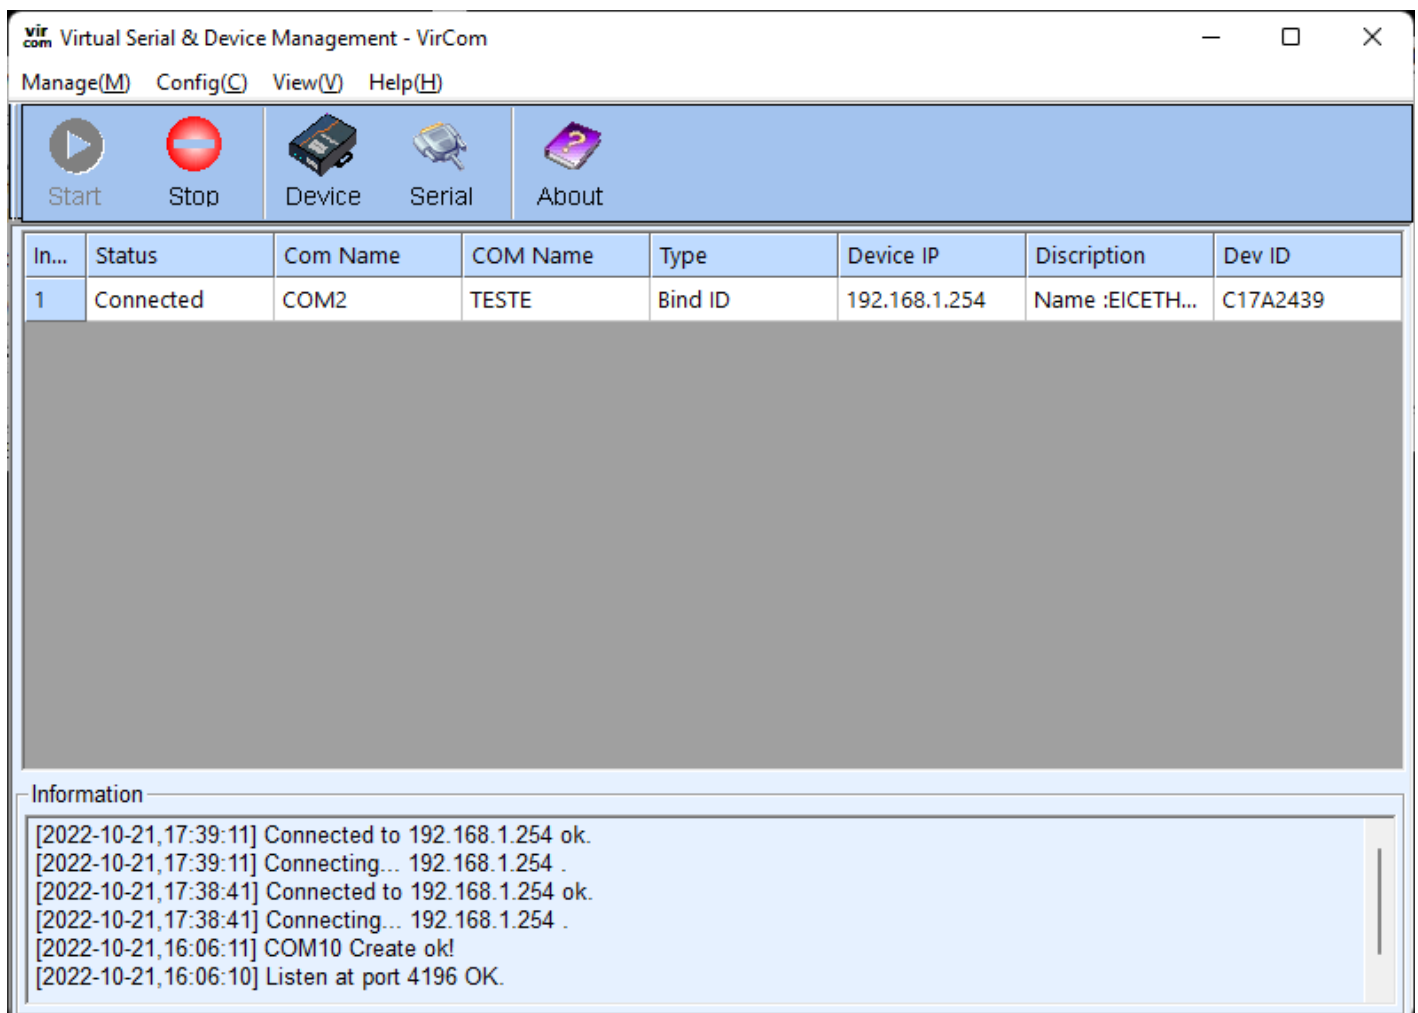 vir com Virtual Serial & Device Management - VirCom
Manage(M) Config(C) View(V) Help(H)
Start Stop Device Serial About
In... Status Com Name COM Name Type Device IP Discription Dev ID
1 Connected COM2 TESTE Bind ID 192.168.1.254 Name :EICETH... C17A2439
Information
[2022-10-21,17:39:11] Connected to 192.168.1.254 ok.
[2022-10-21,17:39:11] Connecting... 192.168.1.254 .
[2022-10-21,17:38:41] Connected to 192.168.1.254 ok.
[2022-10-21,17:38:41] Connecting... 192.168.1.254 .
[2022-10-21,16:06:11] COM10 Create ok!
[2022-10-21,16:06:10] Listen at port 4196 OK.